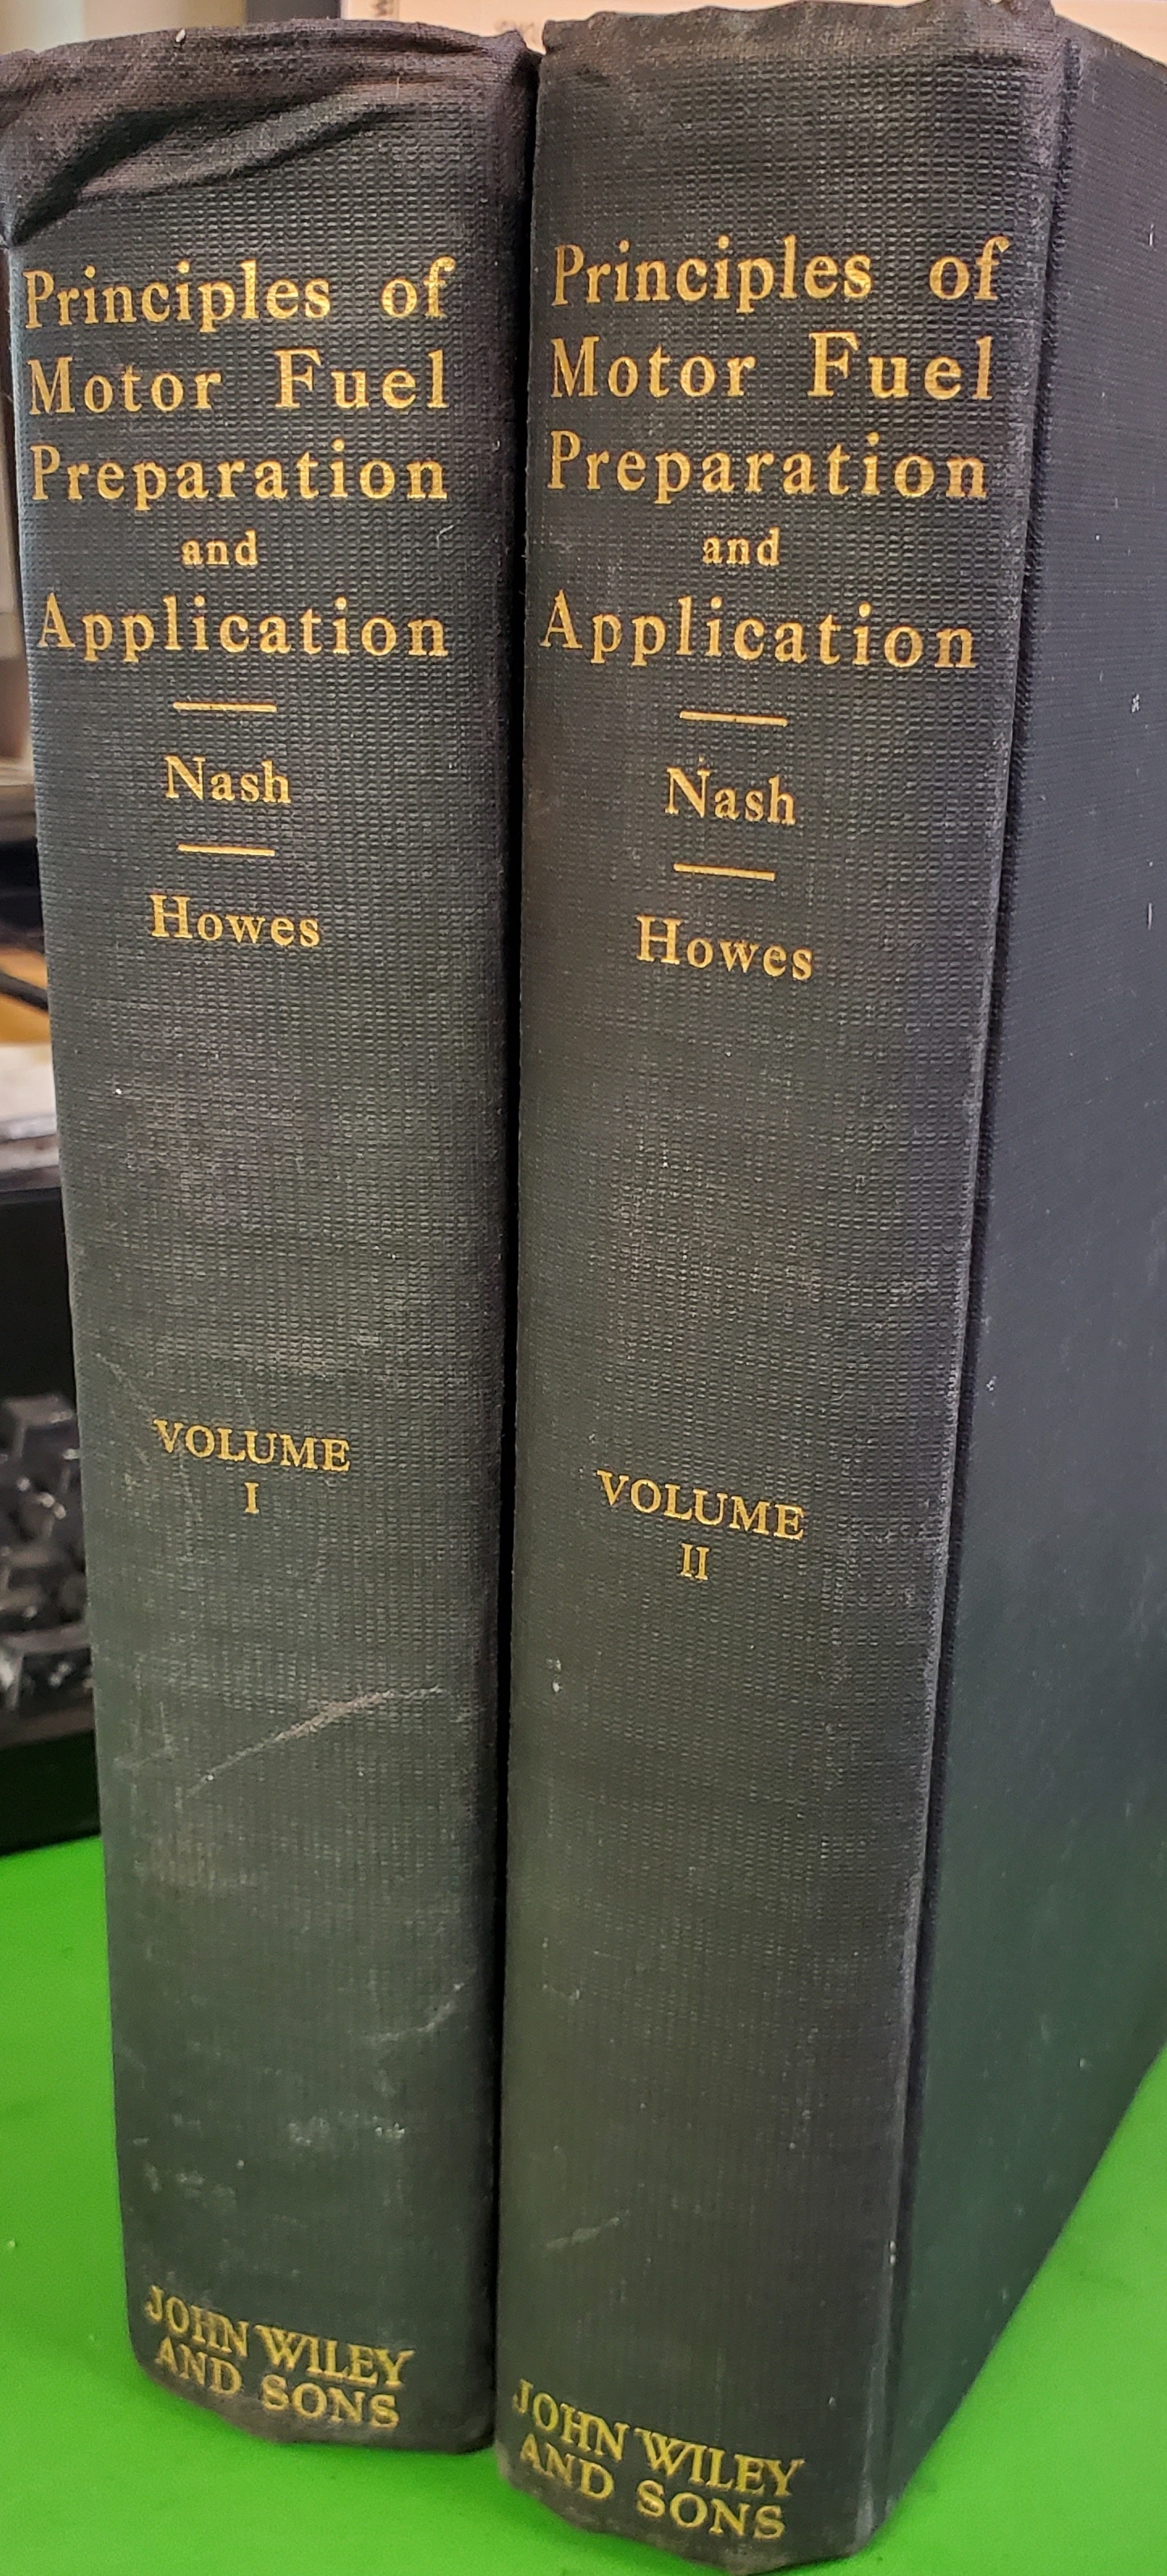 Principles of
Motor Fuel
Preparation
and
Application
Nash
Howes
VOLUME
I
JOHN WILEY
AND SONS
Principles of
Motor Fuel
Preparation
and
Application
Nash
Howes
VOLUME
II
JOHN WILEY
AND SONS